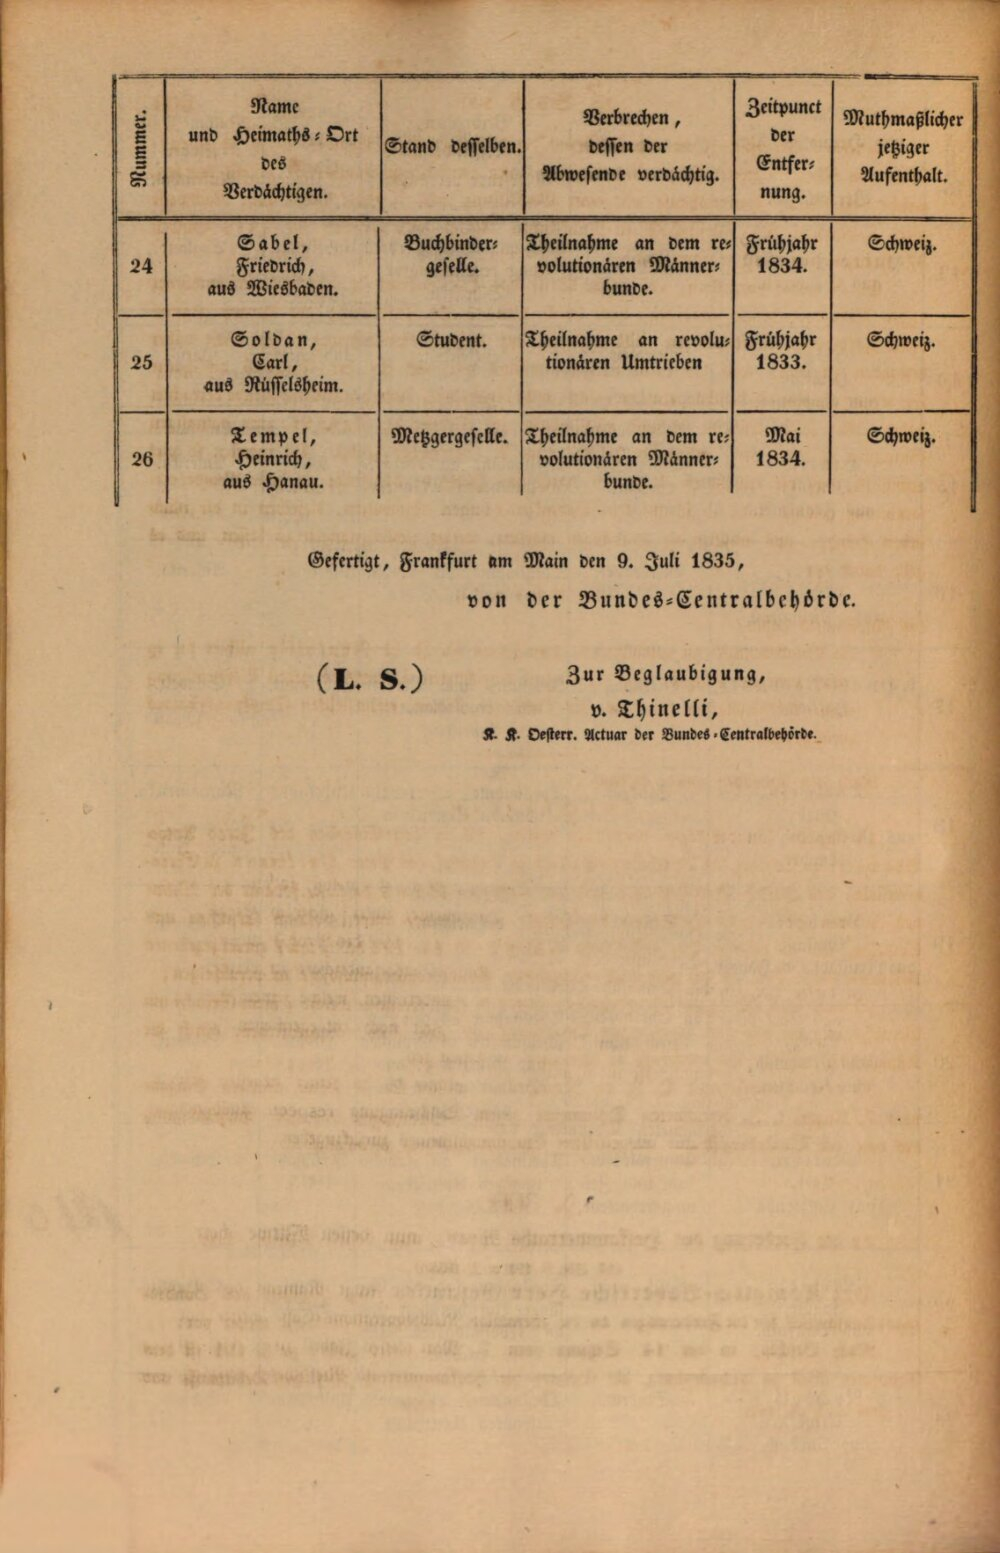 Nummer.
Name
und Heimaths-Ort
des
Verdächtigen.
Stand desselben.
Verbrechen,
dessen der
Abwesende verdächtig.
Zeitpunct
der
Entfer-
nung.
Muthmaßlicher
jetziger
Aufenthalt.
24
Sabel,
Friedrich,
aus Wiesbaden.
Buchbinder-
geselle.
Theilnahme an dem re-
volutionären Männer-
bunde.
Frühjahr
1834.
Schweiz.
25
Soldan,
Carl,
aus Rüsselsheim.
Student.
Theilnahme an revolu-
tionären Umtrieben
Frühjahr
1833.
Schweiz.
26
Tempel,
Heinrich,
aus Hanau.
Metzgergeselle.
Theilnahme an dem re-
volutionären Männer-
bunde.
Mai
1834.
Schweiz.
Gefertigt, Frankfurt am Main den 9. Juli 1835,
von der Bundes-Centralbehörde.
(L. S.)
Zur Beglaubigung,
v. Thinelli,
K. K. Oesterr. Actuar der Bundes-Centralbehörde.